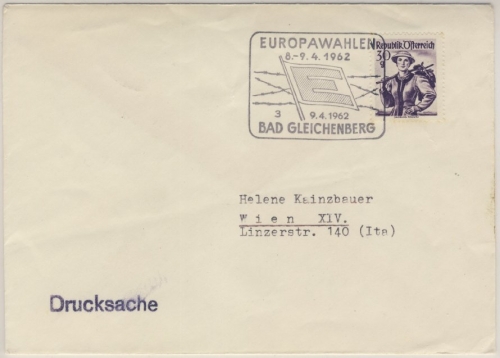 EUROPAWAHLEN
8.-9. 4. 1962
3 9.4.1962
BAD GLEICHENBERG
Republik Österreich
30
g
Helene Kainzbauer
Wien XIV.
Linzerstr. 140 (Ita)
Drucksache